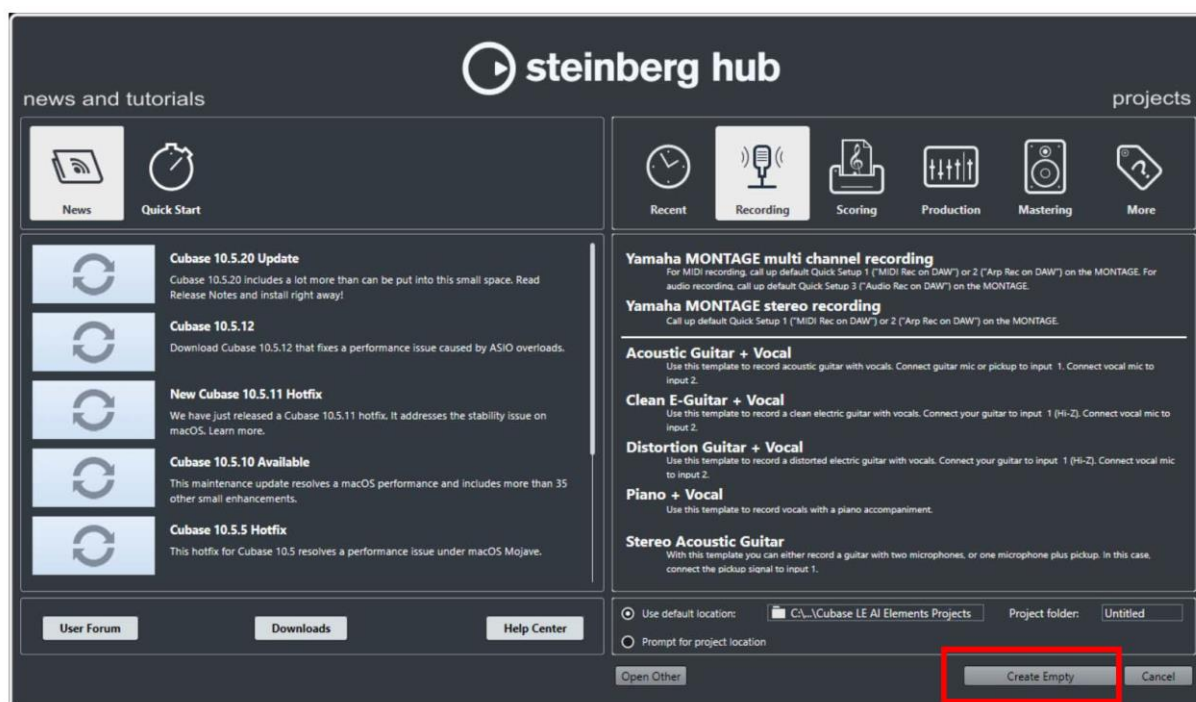 steinberg hub
news and tutorials
projects
News
Quick Start
Recent
Recording
Scoring
Production
Mastering
More
Cubase 10.5.20 Update
Cubase 10.5.20 includes a lot more than can be put into this small space. Read
Release Notes and install right away!
Cubase 10.5.12
Download Cubase 10.5.12 that fixes a performance issue caused by ASIO overloads.
New Cubase 10.5.11 Hotfix
We have just released a Cubase 10.5.11 hotfix. It addresses the stability issue on
macOS. Learn more.
Cubase 10.5.10 Available
This maintenance update resolves a macOS performance and includes more than 35
other small enhancements.
Cubase 10.5.5 Hotfix
This hotfix for Cubase 10.5 resolves a performance issue under macOS Mojave.
User Forum
Downloads
Help Center
Yamaha MONTAGE multi channel recording
For MIDI recording, call up default Quick Setup 1 ("MIDI Rec on DAW") or 2 ("Arp Rec on DAW") on the MONTAGE. For
audio recording, call up default Quick Setup 3 ("Audio Rec on DAW") on the MONTAGE.
Yamaha MONTAGE stereo recording
Call up default Quick Setup 1 ("MIDI Rec on DAW") or 2 ("Arp Rec on DAW") on the MONTAGE.
Acoustic Guitar + Vocal
Use this template to record acoustic guitar with vocals. Connect guitar mic or pickup to input 1. Connect vocal mic to
input 2.
Clean E-Guitar + Vocal
Use this template to record a clean electric guitar with vocals. Connect your guitar to input 1 (Hi-Z). Connect vocal mic to
input 2.
Distortion Guitar + Vocal
Use this template to record a distorted electric guitar with vocals. Connect your guitar to input 1 (Hi-Z). Connect vocal mic
to input 2.
Piano + Vocal
Use this template to record vocals with a piano accompaniment.
Stereo Acoustic Guitar
With this template you can either record a guitar with two microphones, or one microphone plus pickup. In this case,
connect the pickup signal to input 1.
Use default location:
C:\...\Cubase LE AI Elements Projects
Project folder:
Untitled
Prompt for project location
Open Other
Create Empty
Cancel